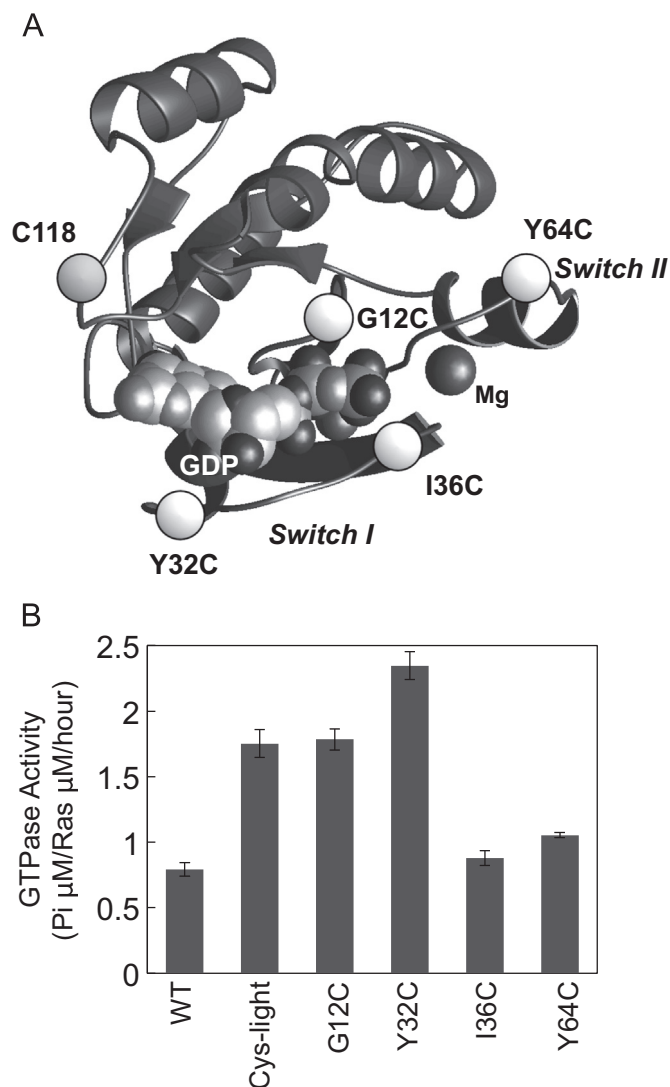 A
C118
Y64C
Switch II
G12C
Mg
GDP
I36C
Switch I
Y32C
B
GTPase Activity
(Pi µM/Ras µM/hour)
2.5
2
1.5
1
0.5
0
WT
Cys-light
G12C
Y32C
I36C
Y64C